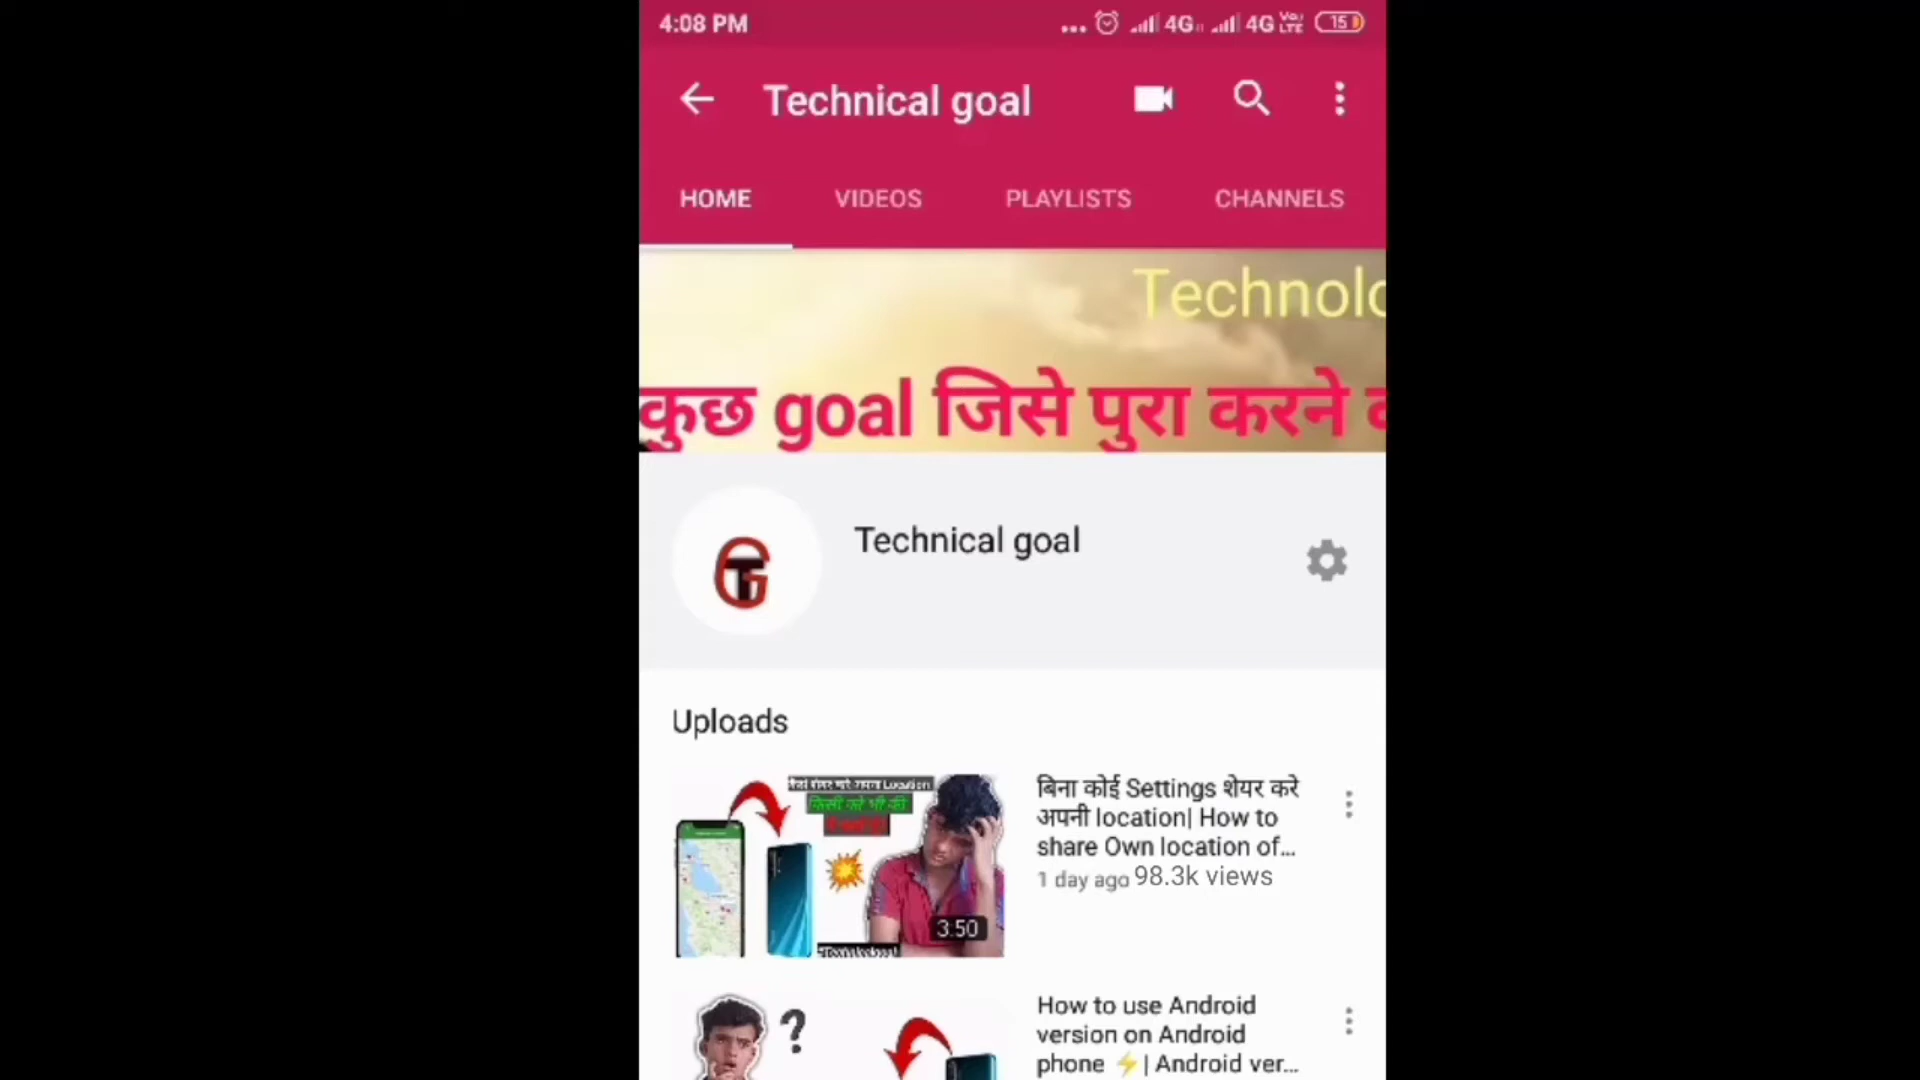 4:08 PM
4G 4G VoLTE 15
Technical goal
HOME VIDEOS PLAYLISTS CHANNELS
Technolo
कुछ goal जिसे पुरा करने
Technical goal
Uploads
Location
किसी को भी की
3:50
बिना कोई Settings शेयर करे
अपनी location| How to
share Own location of...
1 day ago 98.3k views
?
How to use Android
version on Android
phone ⚡| Android ver...